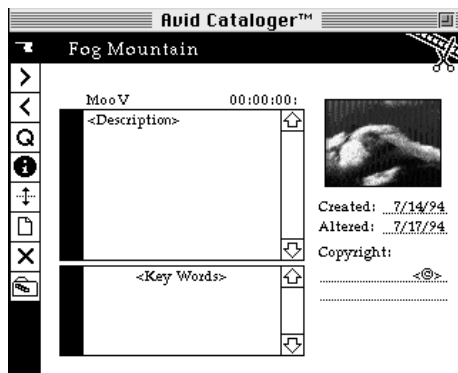 Avid Cataloger™
Fog Mountain
MooV 00:00:00:
<Description>
Created: 7/14/94
Altered: 7/17/94
Copyright:
<©>
<Key Words>